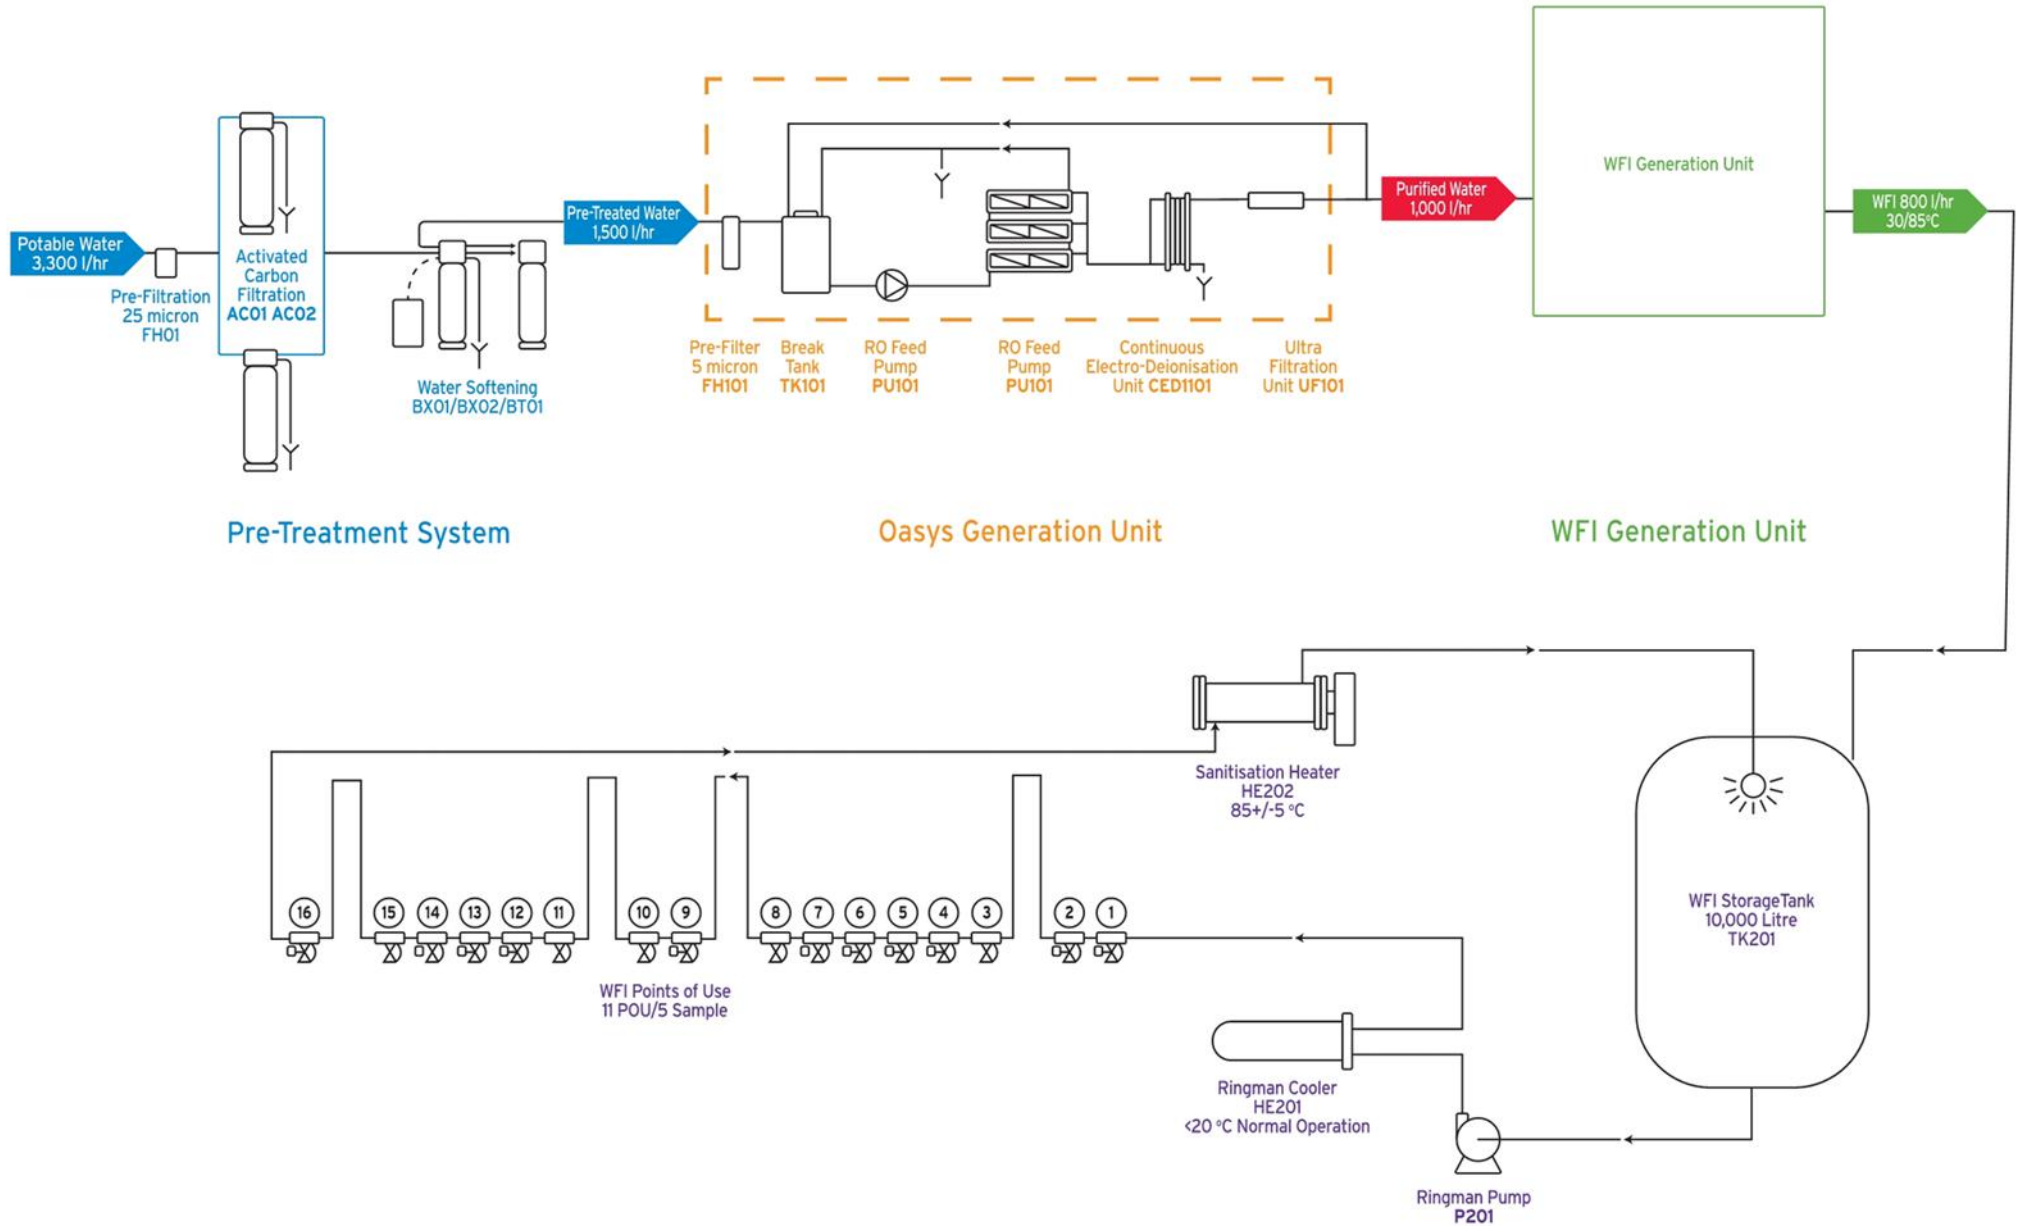 Potable Water
3,300 l/hr
Pre-Filtration
25 micron
FH01
Activated
Carbon
Filtration
AC01 AC02
Water Softening
BX01/BX02/BT01
Pre-Treated Water
1,500 l/hr
Pre-Filter
5 micron
FH101
Break
Tank
TK101
RO Feed
Pump
PU101
RO Feed
Pump
PU101
Continuous
Electro-Deionisation
Unit CED1101
Ultra
Filtration
Unit UF101
Purified Water
1,000 l/hr
WFI Generation Unit
WFI 800 l/hr
30/85°C
Pre-Treatment System
Oasys Generation Unit
WFI Generation Unit
Sanitisation Heater
HE202
85+/-5 °C
16
15
14
13
12
11
10
9
8
7
6
5
4
3
2
1
WFI Points of Use
11 POU/5 Sample
WFI StorageTank
10,000 Litre
TK201
Ringman Cooler
HE201
<20 °C Normal Operation
Ringman Pump
P201